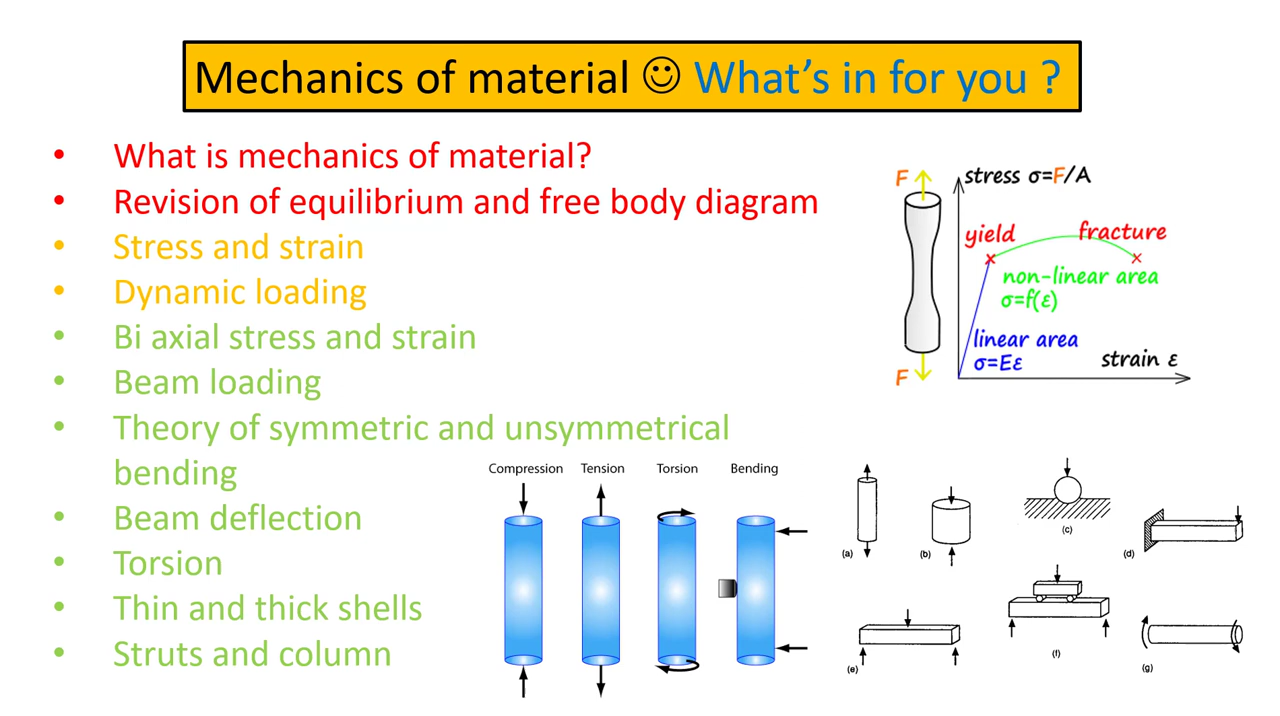 Mechanics of material ☺ What's in for you ?
• What is mechanics of material?
• Revision of equilibrium and free body diagram
• Stress and strain
• Dynamic loading
• Bi axial stress and strain
• Beam loading
• Theory of symmetric and unsymmetrical
bending
• Beam deflection
• Torsion
• Thin and thick shells
• Struts and column
F
stress σ=F/A
yield
fracture
non-linear area
σ=f(ε)
linear area
σ=Eε
strain ε
F
Compression
Tension
Torsion
Bending
(a)
(b)
(c)
(d)
(e)
(f)
(g)